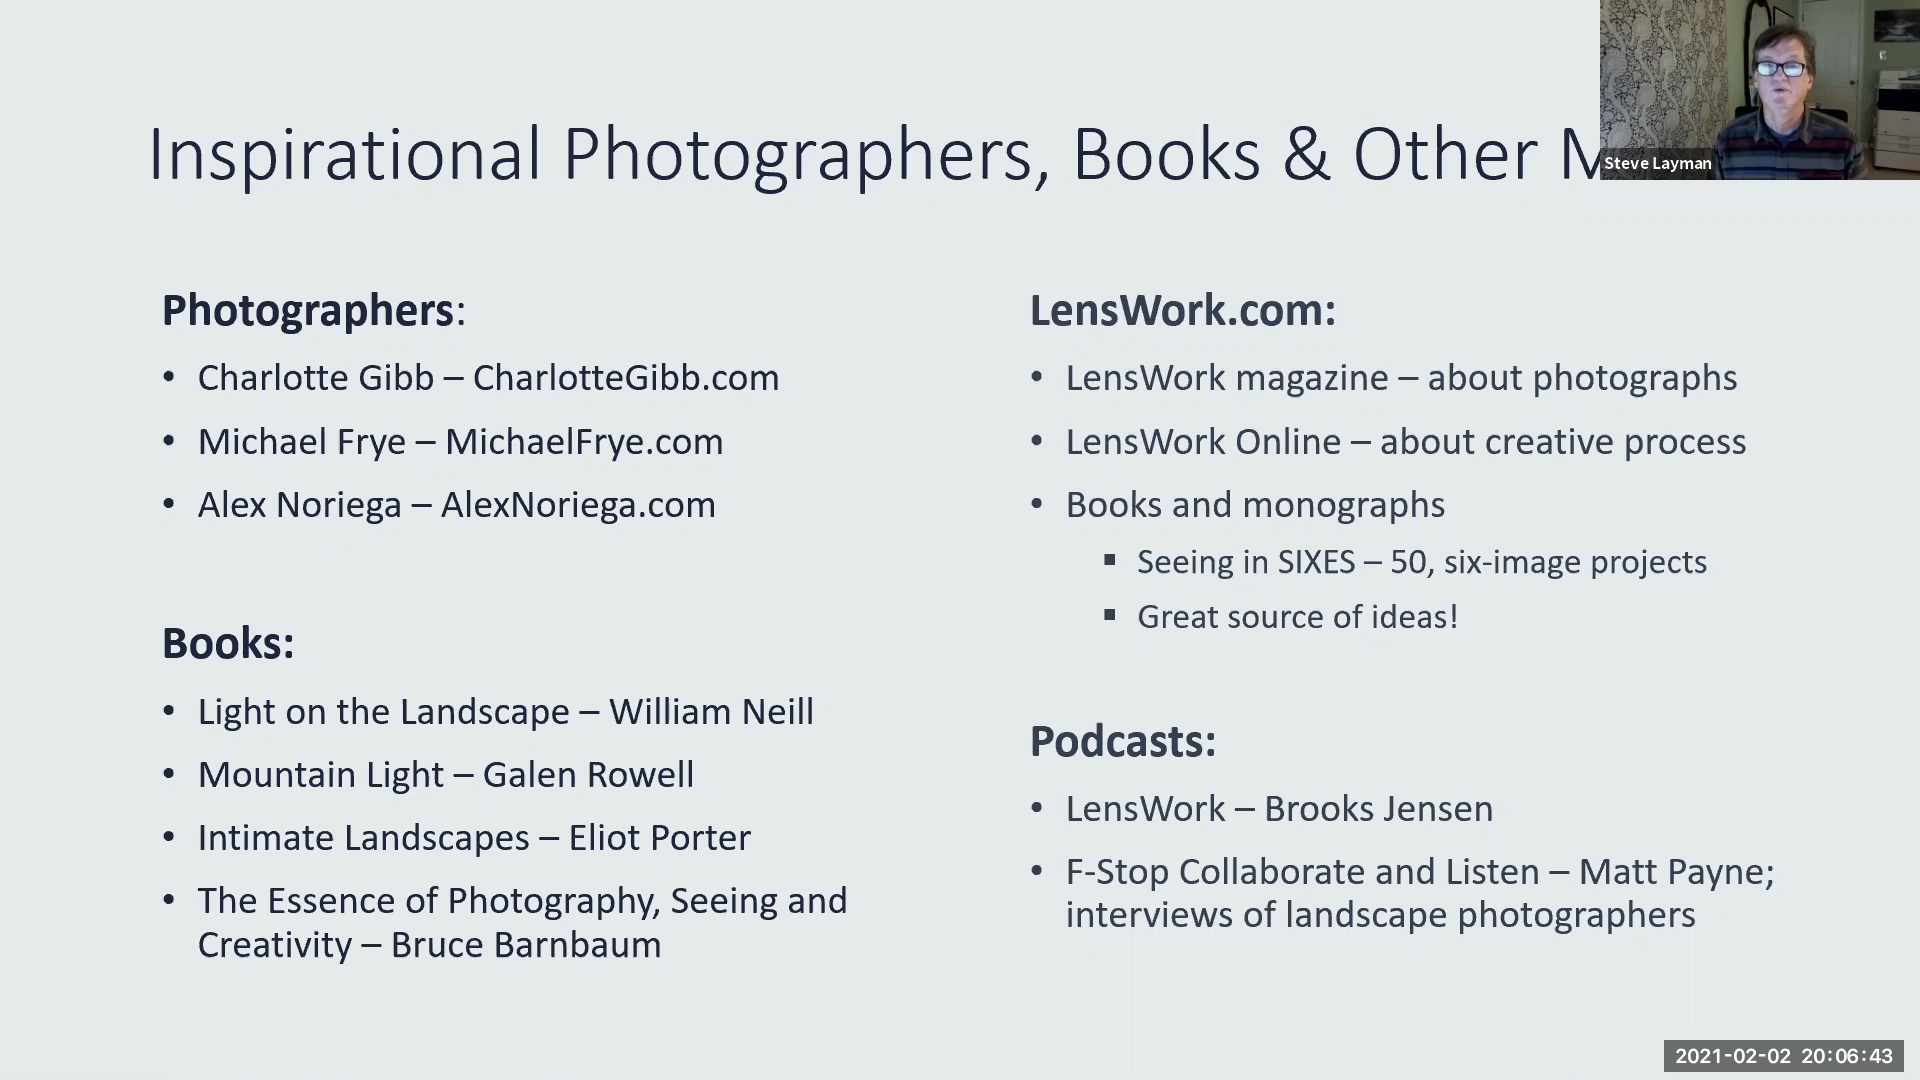 Inspirational Photographers, Books & Other
Steve Layman
Photographers:
• Charlotte Gibb – CharlotteGibb.com
• Michael Frye – MichaelFrye.com
• Alex Noriega – AlexNoriega.com
Books:
• Light on the Landscape – William Neill
• Mountain Light – Galen Rowell
• Intimate Landscapes – Eliot Porter
• The Essence of Photography, Seeing and
Creativity – Bruce Barnbaum
LensWork.com:
• LensWork magazine – about photographs
• LensWork Online – about creative process
• Books and monographs
▪ Seeing in SIXES – 50, six-image projects
▪ Great source of ideas!
Podcasts:
• LensWork – Brooks Jensen
• F-Stop Collaborate and Listen – Matt Payne;
interviews of landscape photographers
2021-02-02 20:06:43